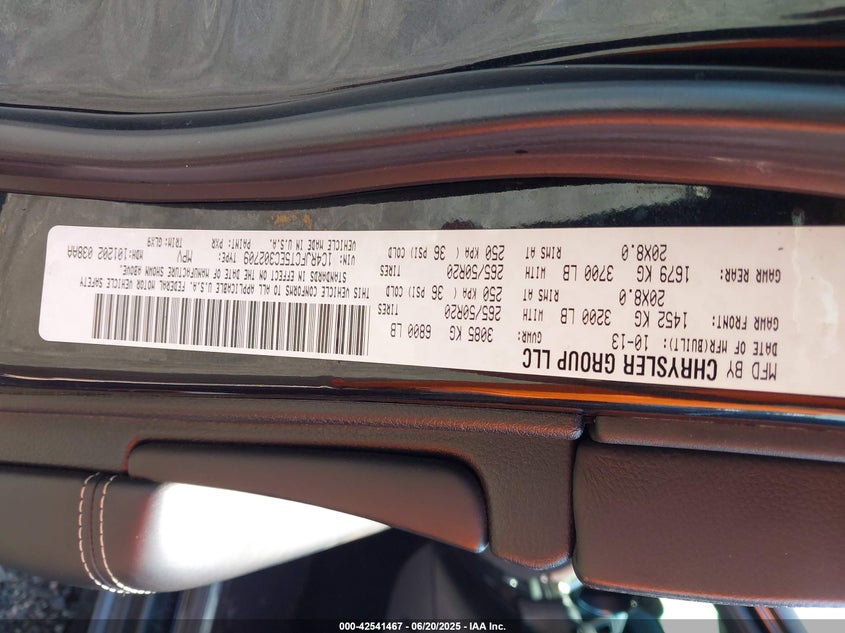 MFD BY CHRYSLER GROUP LLC
DATE OF MFR(BUILT): 10-13
GVWR: 3085 KG 6800 LB
GAWR FRONT: 1452 KG 3200 LB WITH 265/50R20 TIRES
20X8.0 RIMS AT 250 KPA ( 36 PSI) COLD
GAWR REAR: 1679 KG 3700 LB WITH 265/50R20 TIRES
20X8.0 RIMS AT 250 KPA ( 36 PSI) COLD
THIS VEHICLE CONFORMS TO ALL APPLICABLE U.S.A. FEDERAL MOTOR VEHICLE SAFETY
STANDARDS IN EFFECT ON THE DATE OF MANUFACTURE SHOWN ABOVE.
VIN: 1C4RJFCT5EC302709 TYPE: MPV MDH:101202 038AA
VEHICLE MADE IN U.S.A. PAINT: PXR TRIM:GLX9
000-42541467 - 06/20/2025 - IAA Inc.